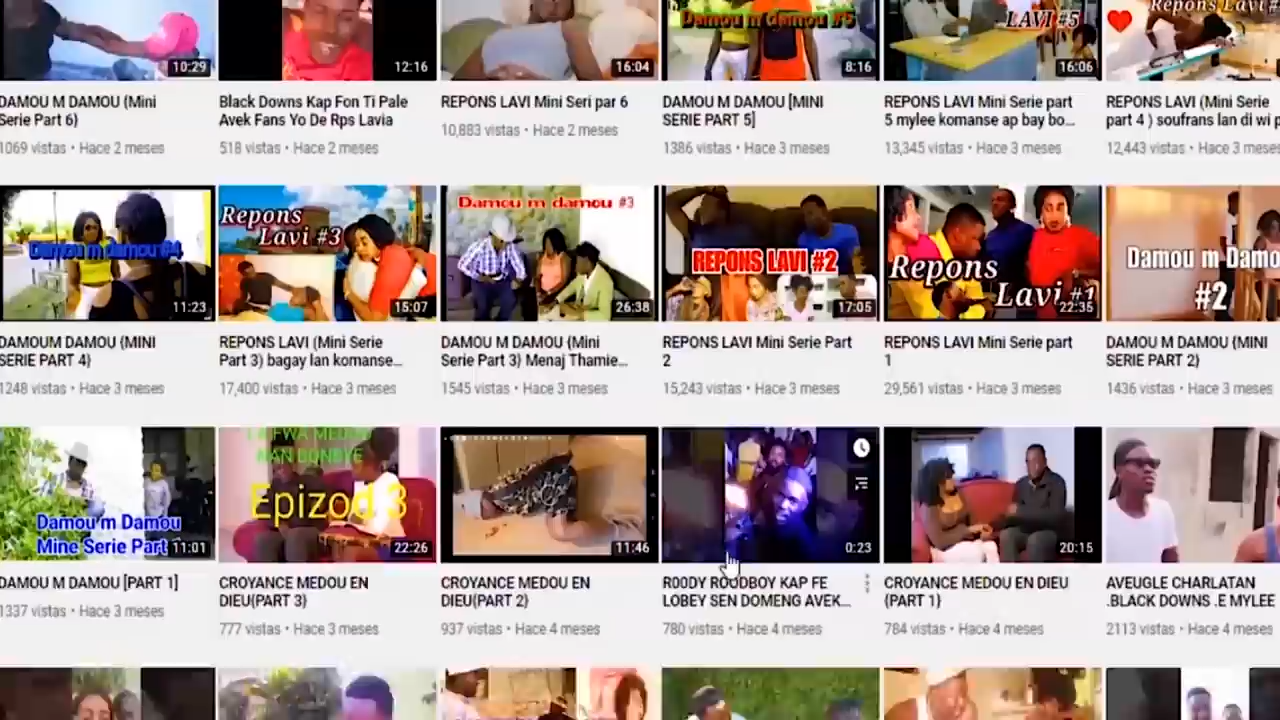 Damou m damou #5
LAVI #5
Repons Lavi #
10:29
12:16
16:04
8:16
16:06
DAMOU M DAMOU (Mini
Serie Part 6)
1069 vistas • Hace 2 meses
Black Downs Kap Fon Ti Pale
Avek Fans Yo De Rps Lavia
518 vistas • Hace 2 meses
REPONS LAVI Mini Seri par 6
10,883 vistas • Hace 2 meses
DAMOU M DAMOU [MINI
SERIE PART 5]
1386 vistas • Hace 3 meses
REPONS LAVI Mini Serie part
5 mylee komanse ap bay bo...
13,345 vistas • Hace 3 meses
REPONS LAVI (Mini Serie
part 4 ) soufrans lan di wi p
12,443 vistas • Hace 3 meses
Damou m damou #4
11:23
Repons
Lavi #3
15:07
Damou m damou #3
26:38
REPONS LAVI #2
17:05
Repons
Lavi #1
22:35
Damou m Damo
#2
DAMOUM DAMOU (MINI
SERIE PART 4)
1248 vistas • Hace 3 meses
REPONS LAVI (Mini Serie
Part 3) bagay lan komanse...
17,400 vistas • Hace 3 meses
DAMOU M DAMOU (Mini
Serie Part 3) Menaj Thamie...
1545 vistas • Hace 3 meses
REPONS LAVI Mini Serie Part
2
15,243 vistas • Hace 3 meses
REPONS LAVI Mini Serie part
1
29,561 vistas • Hace 3 meses
DAMOU M DAMOU (MINI
SERIE PART 2)
1436 vistas • Hace 3 meses
Damou m Damou
Mine Serie Part
11:01
FWA MEDOU
NAN BONDYE
Epizod 3
22:26
11:46
0:23
20:15
DAMOU M DAMOU [PART 1]
1337 vistas • Hace 3 meses
CROYANCE MEDOU EN
DIEU(PART 3)
777 vistas • Hace 3 meses
CROYANCE MEDOU EN
DIEU(PART 2)
937 vistas • Hace 4 meses
R00DY ROODBOY KAP FE
LOBEY SEN DOMENG AVEK...
780 vistas • Hace 4 meses
CROYANCE MEDOU EN DIEU
(PART 1)
784 vistas • Hace 4 meses
AVEUGLE CHARLATAN
.BLACK DOWNS .E MYLEE
2113 vistas • Hace 4 meses